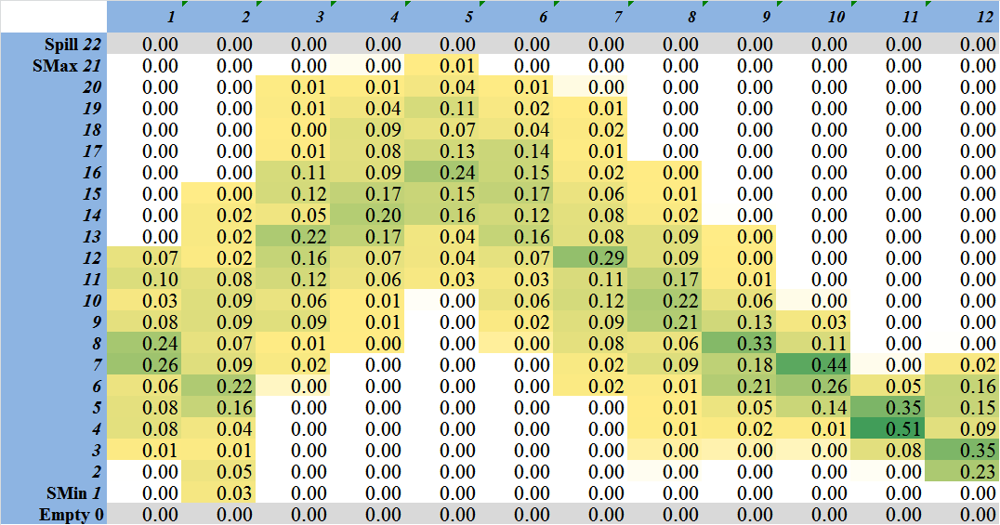 1 2 3 4 5 6 7 8 9 10 11 12
Spill 22 0.00 0.00 0.00 0.00 0.00 0.00 0.00 0.00 0.00 0.00 0.00 0.00
SMax 21 0.00 0.00 0.00 0.00 0.01 0.00 0.00 0.00 0.00 0.00 0.00 0.00
20 0.00 0.00 0.01 0.01 0.04 0.01 0.00 0.00 0.00 0.00 0.00 0.00
19 0.00 0.00 0.01 0.04 0.11 0.02 0.01 0.00 0.00 0.00 0.00 0.00
18 0.00 0.00 0.00 0.09 0.07 0.04 0.02 0.00 0.00 0.00 0.00 0.00
17 0.00 0.00 0.01 0.08 0.13 0.14 0.01 0.00 0.00 0.00 0.00 0.00
16 0.00 0.00 0.11 0.09 0.24 0.15 0.02 0.00 0.00 0.00 0.00 0.00
15 0.00 0.00 0.12 0.17 0.15 0.17 0.06 0.01 0.00 0.00 0.00 0.00
14 0.00 0.02 0.05 0.20 0.16 0.12 0.08 0.02 0.00 0.00 0.00 0.00
13 0.00 0.02 0.22 0.17 0.04 0.16 0.08 0.09 0.00 0.00 0.00 0.00
12 0.07 0.02 0.16 0.07 0.04 0.07 0.29 0.09 0.00 0.00 0.00 0.00
11 0.10 0.08 0.12 0.06 0.03 0.03 0.11 0.17 0.01 0.00 0.00 0.00
10 0.03 0.09 0.06 0.01 0.00 0.06 0.12 0.22 0.06 0.00 0.00 0.00
9 0.08 0.09 0.09 0.01 0.00 0.02 0.09 0.21 0.13 0.03 0.00 0.00
8 0.24 0.07 0.01 0.00 0.00 0.00 0.08 0.06 0.33 0.11 0.00 0.00
7 0.26 0.09 0.02 0.00 0.00 0.00 0.02 0.09 0.18 0.44 0.00 0.02
6 0.06 0.22 0.00 0.00 0.00 0.00 0.02 0.01 0.21 0.26 0.05 0.16
5 0.08 0.16 0.00 0.00 0.00 0.00 0.00 0.01 0.05 0.14 0.35 0.15
4 0.08 0.04 0.00 0.00 0.00 0.00 0.00 0.01 0.02 0.01 0.51 0.09
3 0.01 0.01 0.00 0.00 0.00 0.00 0.00 0.00 0.00 0.00 0.08 0.35
2 0.00 0.05 0.00 0.00 0.00 0.00 0.00 0.00 0.00 0.00 0.00 0.23
SMin 1 0.00 0.03 0.00 0.00 0.00 0.00 0.00 0.00 0.00 0.00 0.00 0.00
Empty 0 0.00 0.00 0.00 0.00 0.00 0.00 0.00 0.00 0.00 0.00 0.00 0.00